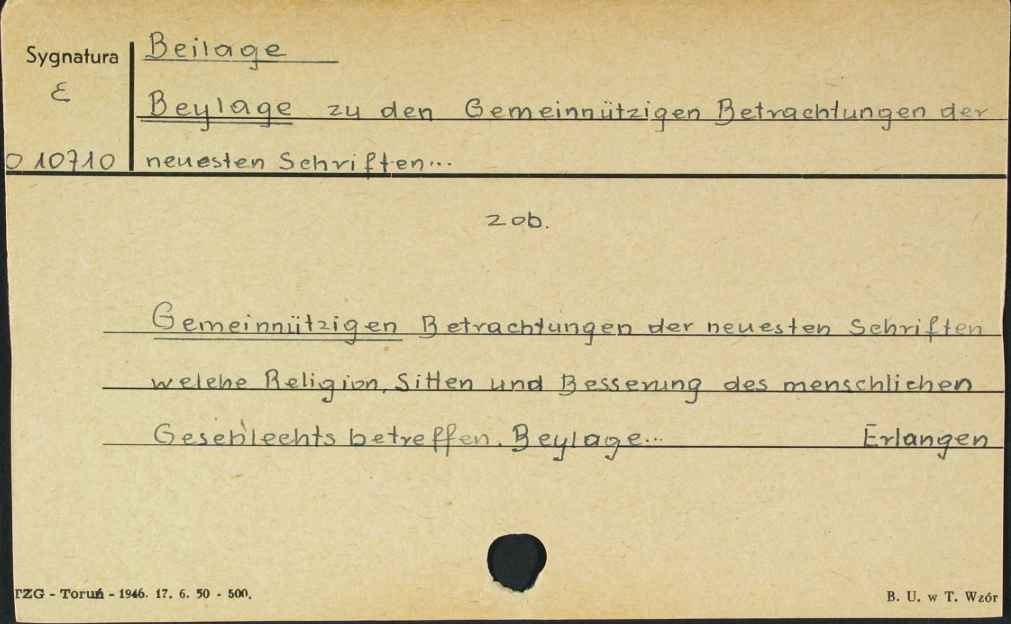 Sygnatura
Ɛ
O 10710
Beilage
Beylage zu den Gemeinnützigen Betrachtungen der
neuesten Schriften...
zob.
Gemeinnützigen Betrachtungen der neuesten Schriften
welche Religion, Sitten und Besserung des menschlichen
Geschlechts betreffen. Beylage... Erlangen
TZG - Toruń - 1946. 17. 6. 50 - 500.
B. U. w T. Wzór